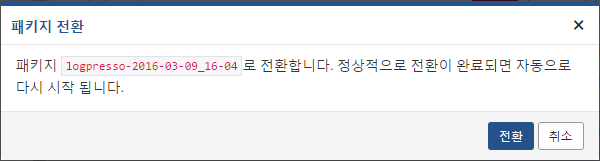 패키지 전환
패키지 logpresso-2016-03-09_16-04 로 전환합니다. 정상적으로 전환이 완료되면 자동으로
다시 시작 됩니다.
전환 취소